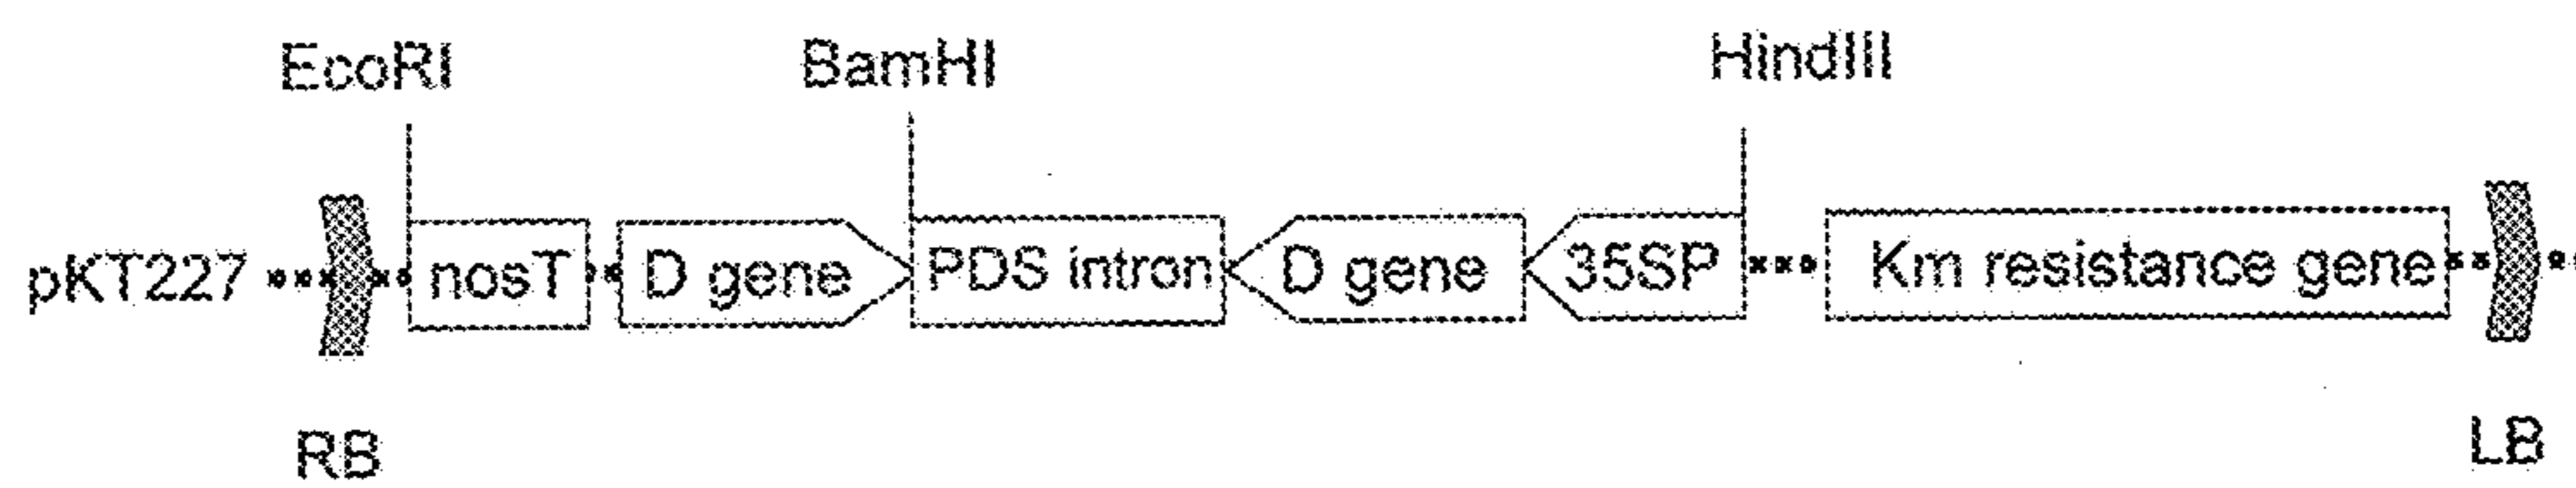 EcoRI BamHI HindIII
pKT227 nosT D gene PDS intron D gene 35SP Km resistance gene
RB LB